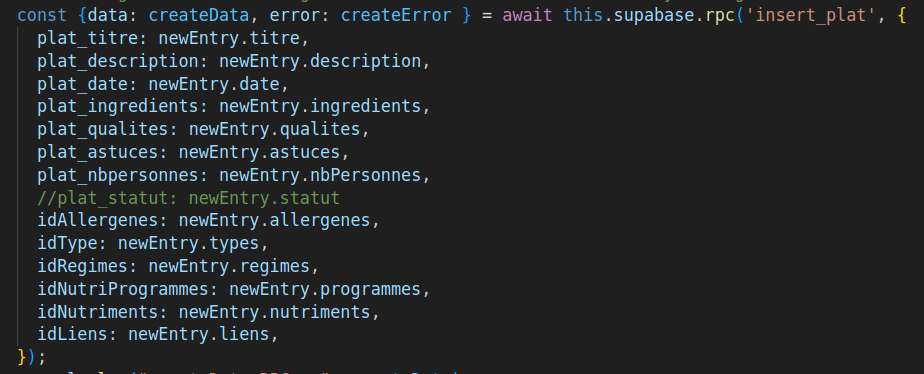 const {data: createData, error: createError } = await this.supabase.rpc('insert_plat', {
plat_titre: newEntry.titre,
plat_description: newEntry.description,
plat_date: newEntry.date,
plat_ingredients: newEntry.ingredients,
plat_qualites: newEntry.qualites,
plat_astuces: newEntry.astuces,
plat_nbpersonnes: newEntry.nbPersonnes,
//plat_statut: newEntry.statut
idAllergenes: newEntry.allergenes,
idType: newEntry.types,
idRegimes: newEntry.regimes,
idNutriProgrammes: newEntry.programmes,
idNutriments: newEntry.nutriments,
idLiens: newEntry.liens,
});